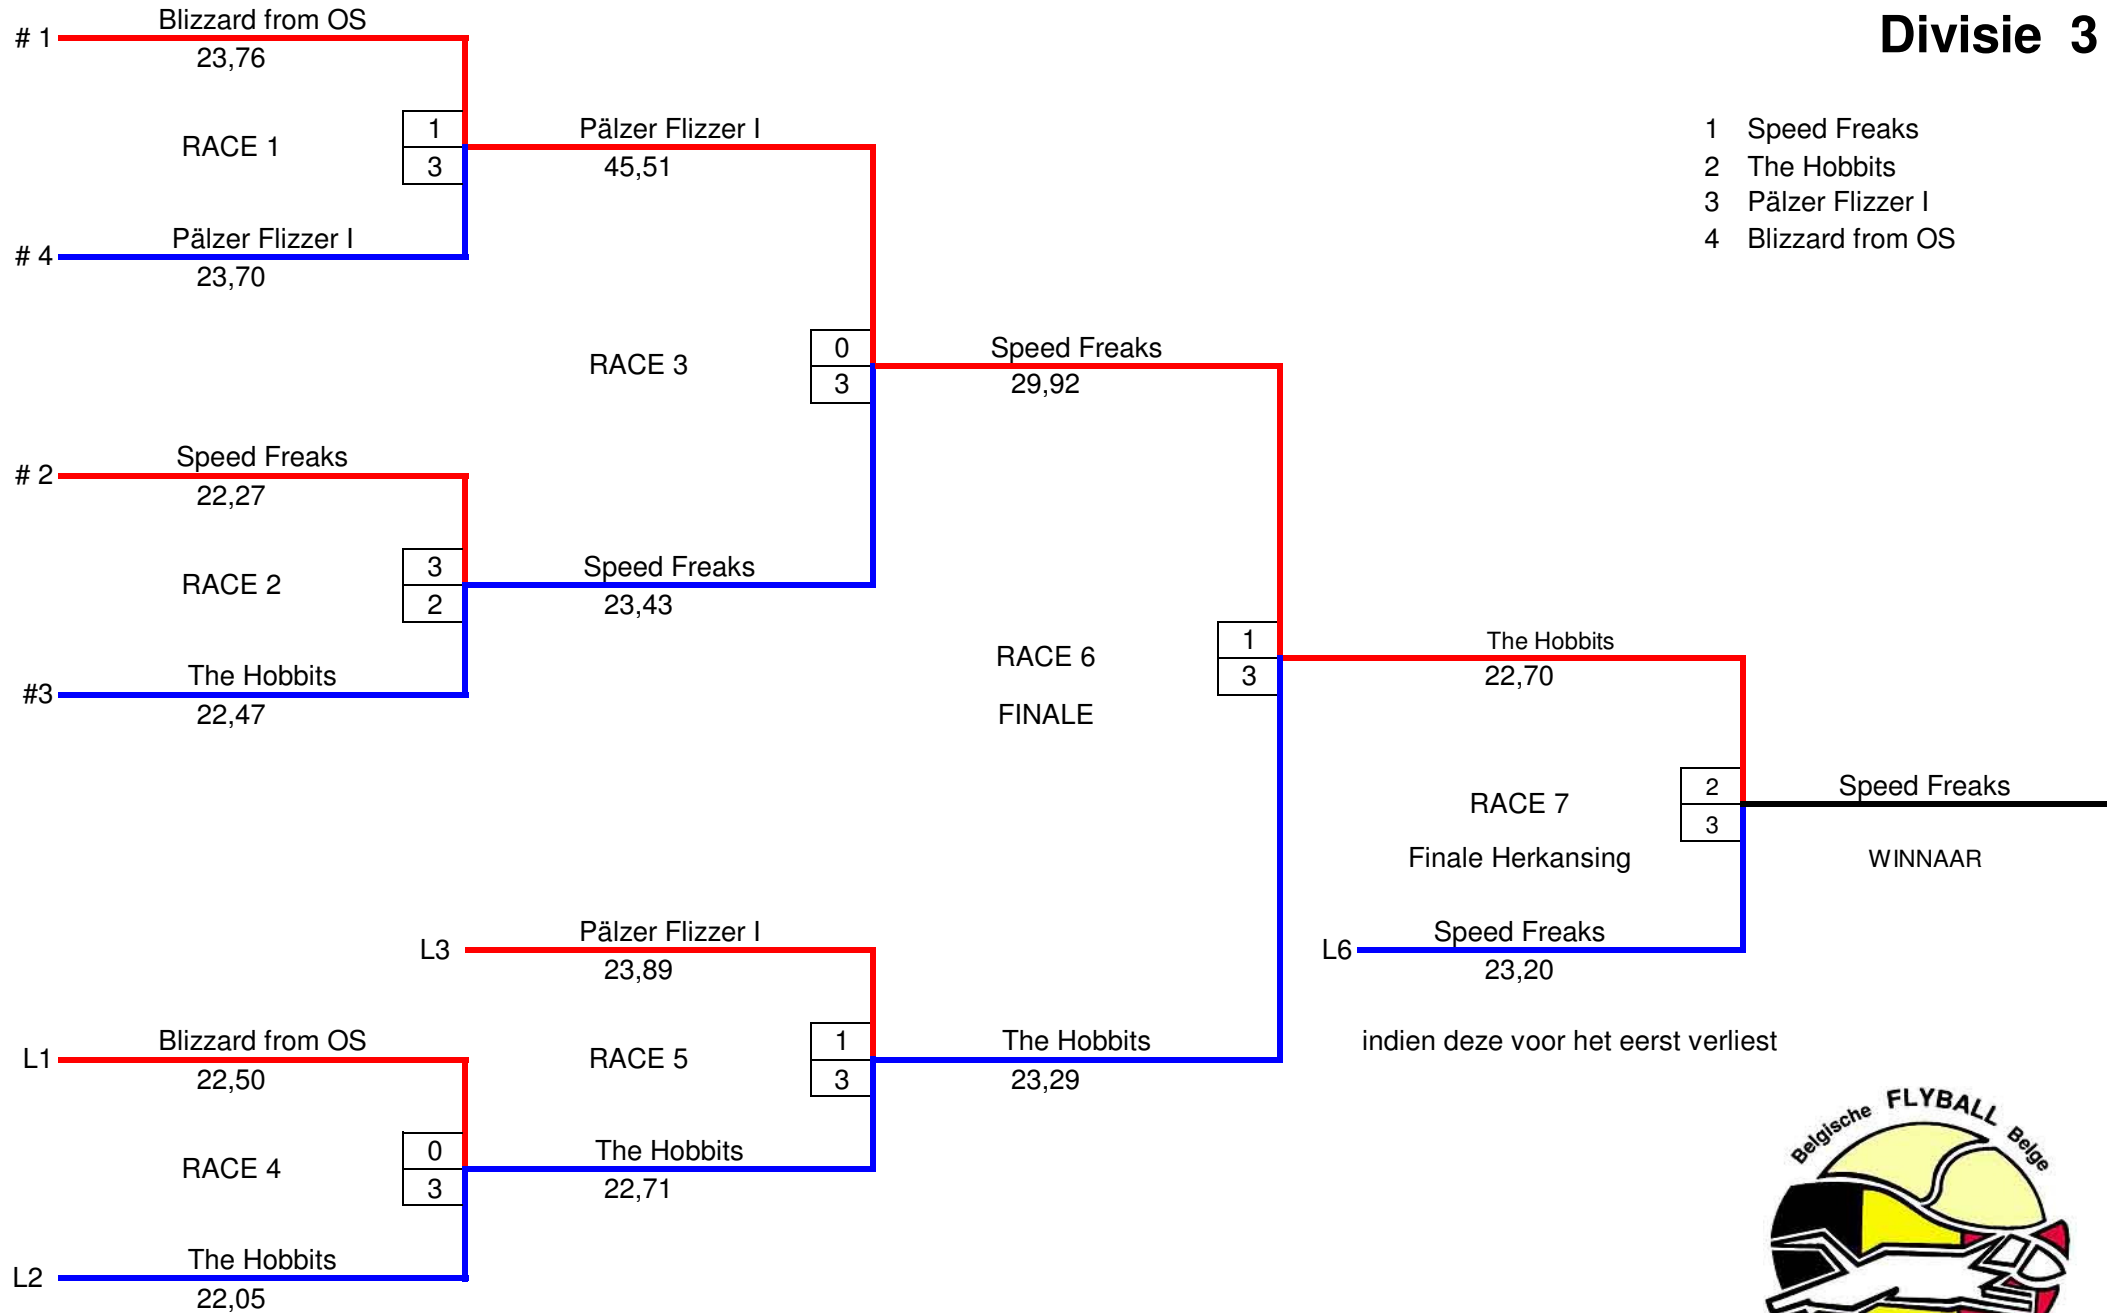 Divisie 3
Blizzard from OS
# 1
23,76
RACE 1
1
3
Pälzer Flizzer I
45,51
Pälzer Flizzer I
# 4
23,70
1 Speed Freaks
2 The Hobbits
3 Pälzer Flizzer I
4 Blizzard from OS
RACE 3
0
3
Speed Freaks
29,92
Speed Freaks
# 2
22,27
RACE 2
3
2
Speed Freaks
23,43
The Hobbits
#3
22,47
RACE 6
FINALE
1
3
The Hobbits
22,70
RACE 7
Finale Herkansing
2
3
Speed Freaks
WINNAAR
L3
Pälzer Flizzer I
23,89
L6
Speed Freaks
23,20
indien deze voor het eerst verliest
Blizzard from OS
L1
22,50
RACE 5
1
3
The Hobbits
23,29
RACE 4
0
3
The Hobbits
22,71
The Hobbits
L2
22,05
Belgische FLYBALL Belge